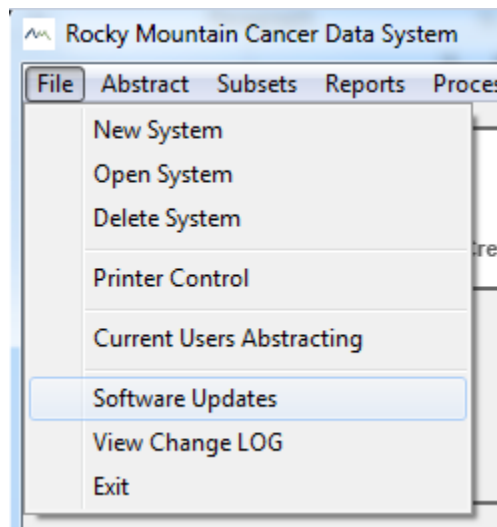 Rocky Mountain Cancer Data System
File Abstract Subsets Reports
New System
Open System
Delete System
Printer Control
Current Users Abstracting
Software Updates
View Change LOG
Exit